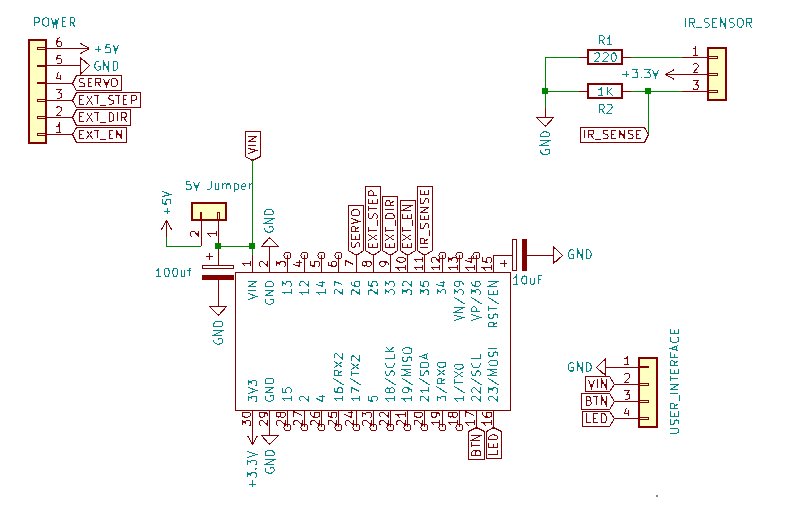 POWER
6 +5V
5 GND
4 SERVO
3 EXT_STEP
2 EXT_DIR
1 EXT_EN
IR_SENSOR
R1
220 1
+3.3V 2
1K 3
R2
IR_SENSE
GND
VIN
5V Jumper
+5V
2 1
GND
SERVO EXT_STEP EXT_DIR EXT_EN IR_SENSE
+
100uf
GND
1 2 3 4 5 6 7 8 9 10 11 12 13 14 15
+
10uF
GND
VIN GND 13 12 14 27 26 25 33 32 35 34 VN/39 VP/36 RST/EN
3V3 GND 15 2 4 16/RX2 17/TX2 5 18/SCLK 19/MISO 21/SDA 3/RX0 1/TX0 22/SCL 23/MOSI
30 29 28 27 26 25 24 23 22 21 20 19 18 17 16
+3.3V GND BTN LED
USER_INTERFACE
GND 1
VIN 2
BTN 3
LED 4